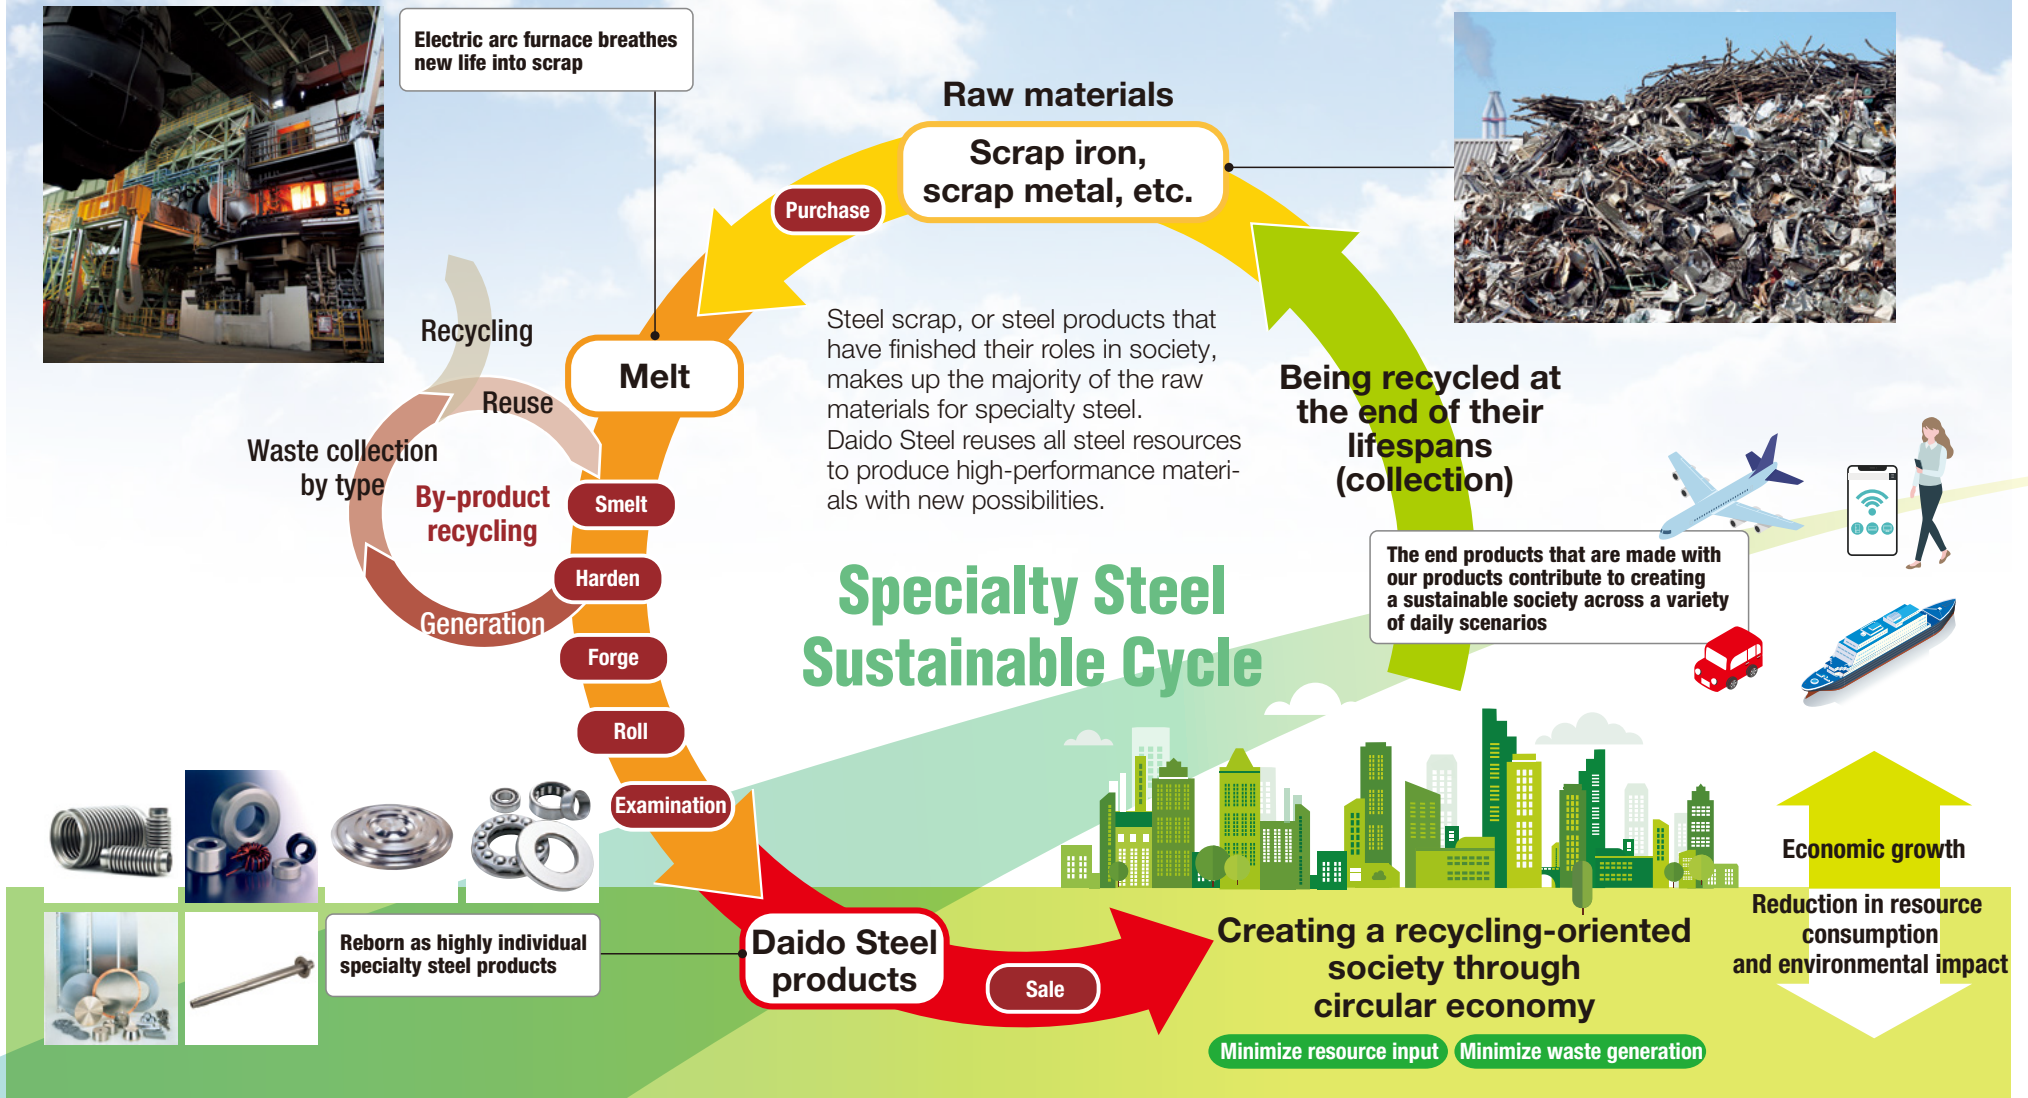 Electric arc furnace breathes
new life into scrap
Raw materials
Scrap iron,
scrap metal, etc.
Purchase
Recycling
Melt
Reuse
Waste collection
by type
By-product
recycling
Generation
Smelt
Harden
Forge
Roll
Examination
Steel scrap, or steel products that
have finished their roles in society,
makes up the majority of the raw
materials for specialty steel.
Daido Steel reuses all steel resources
to produce high-performance materi-
als with new possibilities.
Specialty Steel
Sustainable Cycle
Being recycled at
the end of their
lifespans
(collection)
The end products that are made with
our products contribute to creating
a sustainable society across a variety
of daily scenarios
Reborn as highly individual
specialty steel products
Daido Steel
products
Sale
Creating a recycling-oriented
society through
circular economy
Minimize resource input
Minimize waste generation
Economic growth
Reduction in resource
consumption
and environmental impact